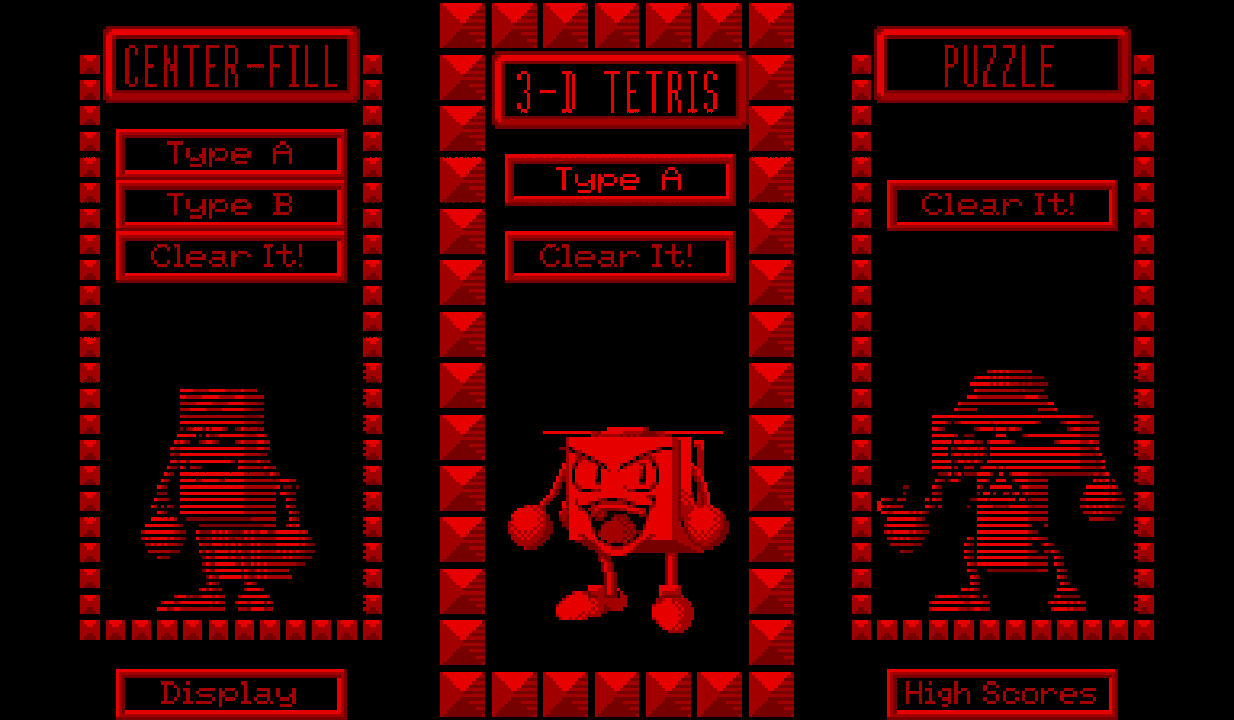 CENTER-FILL
Type A
Type B
Clear It!
Display
3-D TETRIS
Type A
Clear It!
PUZZLE
Clear It!
High Scores